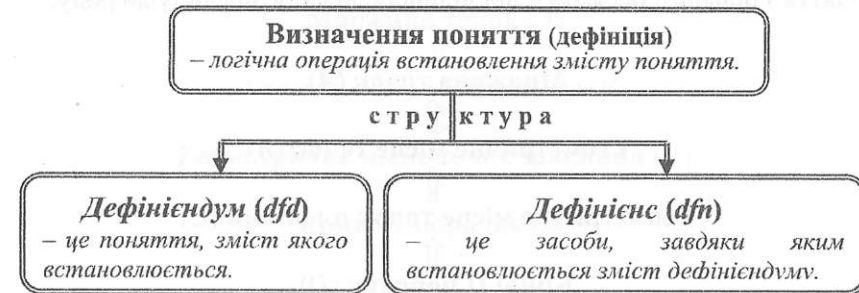 Визначення поняття (дефініція)
– логічна операція встановлення змісту поняття.
структура
Дефінієндум (dfd)
– це поняття, зміст якого
встановлюється.
Дефінієнс (dfn)
– це засоби, завдяки яким
встановлюється зміст дефінієндуму.